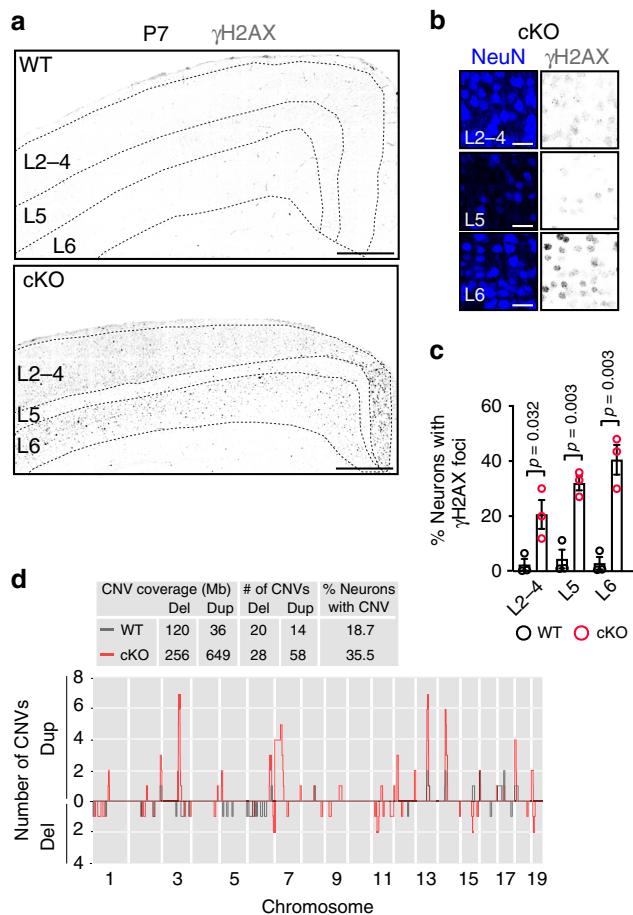 a
P7 γH2AX
WT
L2–4
L5
L6
cKO
L2–4
L5
L6
b
cKO
NeuN γH2AX
L2–4
L5
L6
c
% Neurons with
γH2AX foci
60
40
20
0
p = 0.032
p = 0.003
p = 0.003
L2–4 L5 L6
WT cKO
d
CNV coverage (Mb) # of CNVs % Neurons
Del Dup Del Dup with CNV
WT 120 36 20 14 18.7
cKO 256 649 28 58 35.5
Number of CNVs
Dup
Del
8
6
4
2
0
2
4
1 3 5 7 9 11 13 15 17 19
Chromosome